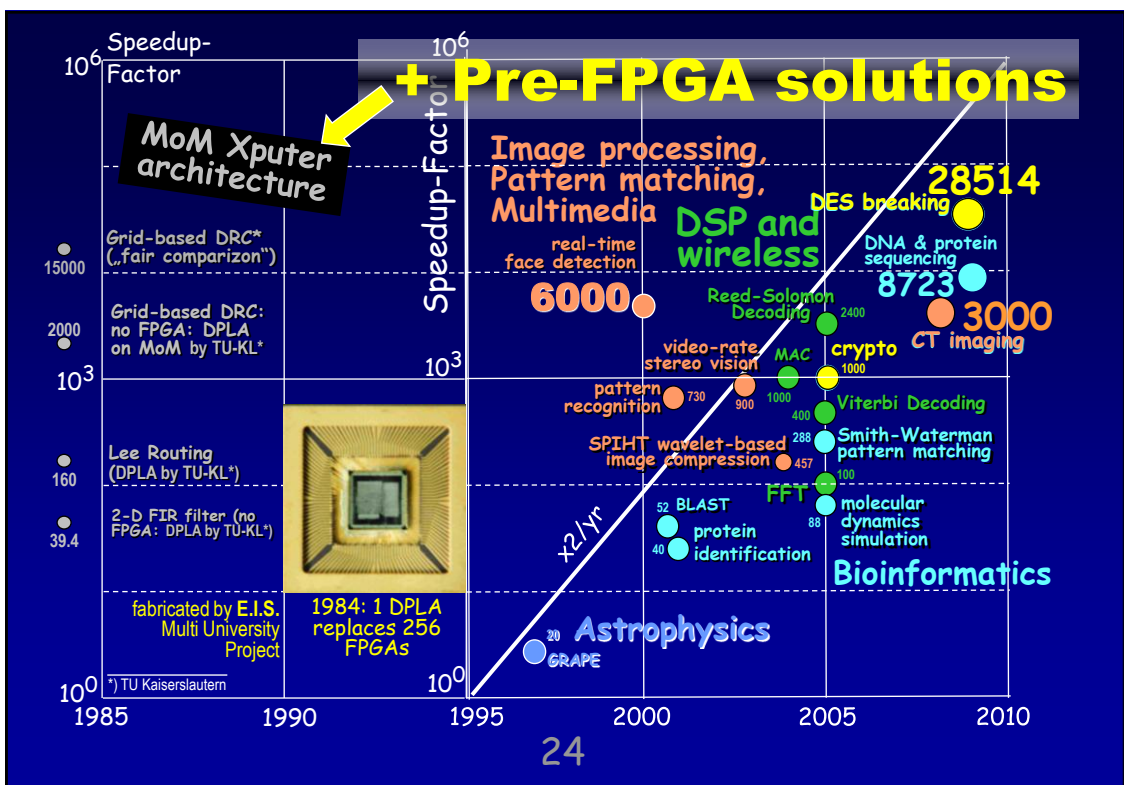 + Pre-FPGA solutions
Speedup-
Factor
10⁶
10³
10⁰
MoM Xputer
architecture
Grid-based DRC*
(„fair comparizon“)
15000
Grid-based DRC:
no FPGA: DPLA
on MoM by TU-KL*
2000
Lee Routing
(DPLA by TU-KL*)
160
2-D FIR filter (no
FPGA: DPLA by TU-KL*)
39.4
fabricated by E.I.S.
Multi University
Project
1984: 1 DPLA
replaces 256
FPGAs
*) TU Kaiserslautern
10⁶
Speedup-Factor
10³
10⁰
Image processing,
Pattern matching,
Multimedia
real-time
face detection
6000
DSP and
wireless
28514
DES breaking
DNA & protein
sequencing
8723
3000
CT imaging
Reed-Solomon
Decoding
2400
video-rate
stereo vision
900
MAC
1000
crypto
1000
pattern
recognition
730
400
Viterbi Decoding
288
Smith-Waterman
pattern matching
SPIHT wavelet-based
image compression
457
100
FFT
88
molecular
dynamics
simulation
52
BLAST
40
protein
identification
x2/yr
Bioinformatics
20
Astrophysics
GRAPE
1985
1990
1995
2000
2005
2010
24